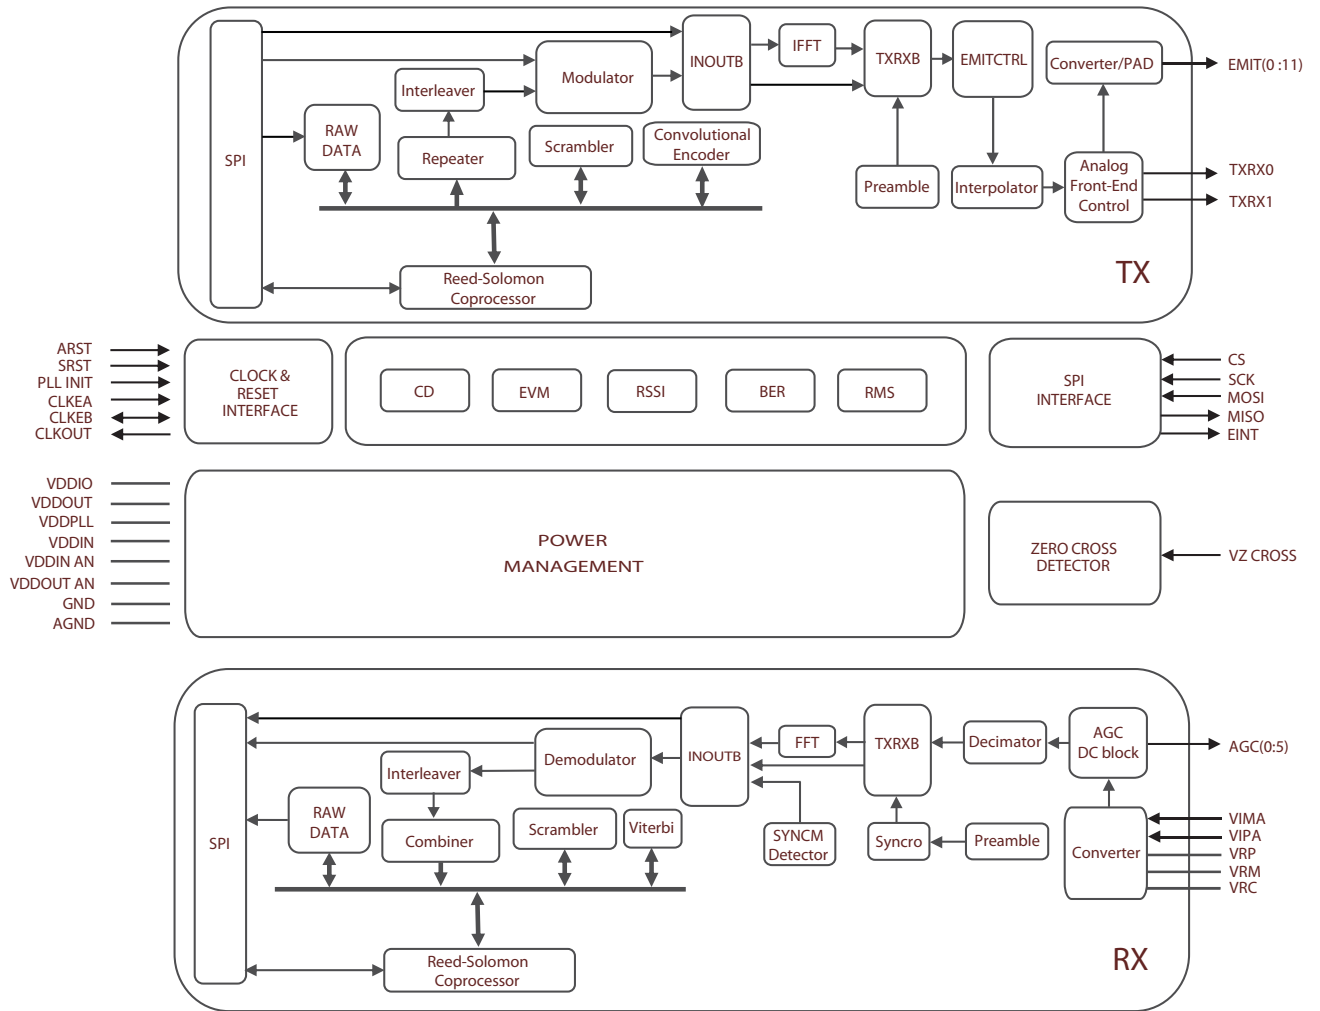 SPI
RAW
DATA
Interleaver
Repeater
Modulator
Scrambler
Convolutional
Encoder
INOUTB
IFFT
TXRXB
EMITCTRL
Converter/PAD
EMIT(0 :11)
Preamble
Interpolator
Analog
Front-End
Control
TXRX0
TXRX1
Reed-Solomon
Coprocessor
TX
ARST
SRST
PLL INIT
CLKEA
CLKEB
CLKOUT
CLOCK &
RESET
INTERFACE
CD
EVM
RSSI
BER
RMS
SPI
INTERFACE
CS
SCK
MOSI
MISO
EINT
VDDIO
VDDOUT
VDDPLL
VDDIN
VDDIN AN
VDDOUT AN
GND
AGND
POWER
MANAGEMENT
ZERO CROSS
DETECTOR
VZ CROSS
SPI
RAW
DATA
Interleaver
Combiner
Demodulator
Scrambler
Viterbi
INOUTB
FFT
TXRXB
Decimator
AGC
DC block
AGC(0:5)
SYNCM
Detector
Syncro
Preamble
Converter
VIMA
VIPA
VRP
VRM
VRC
Reed-Solomon
Coprocessor
RX